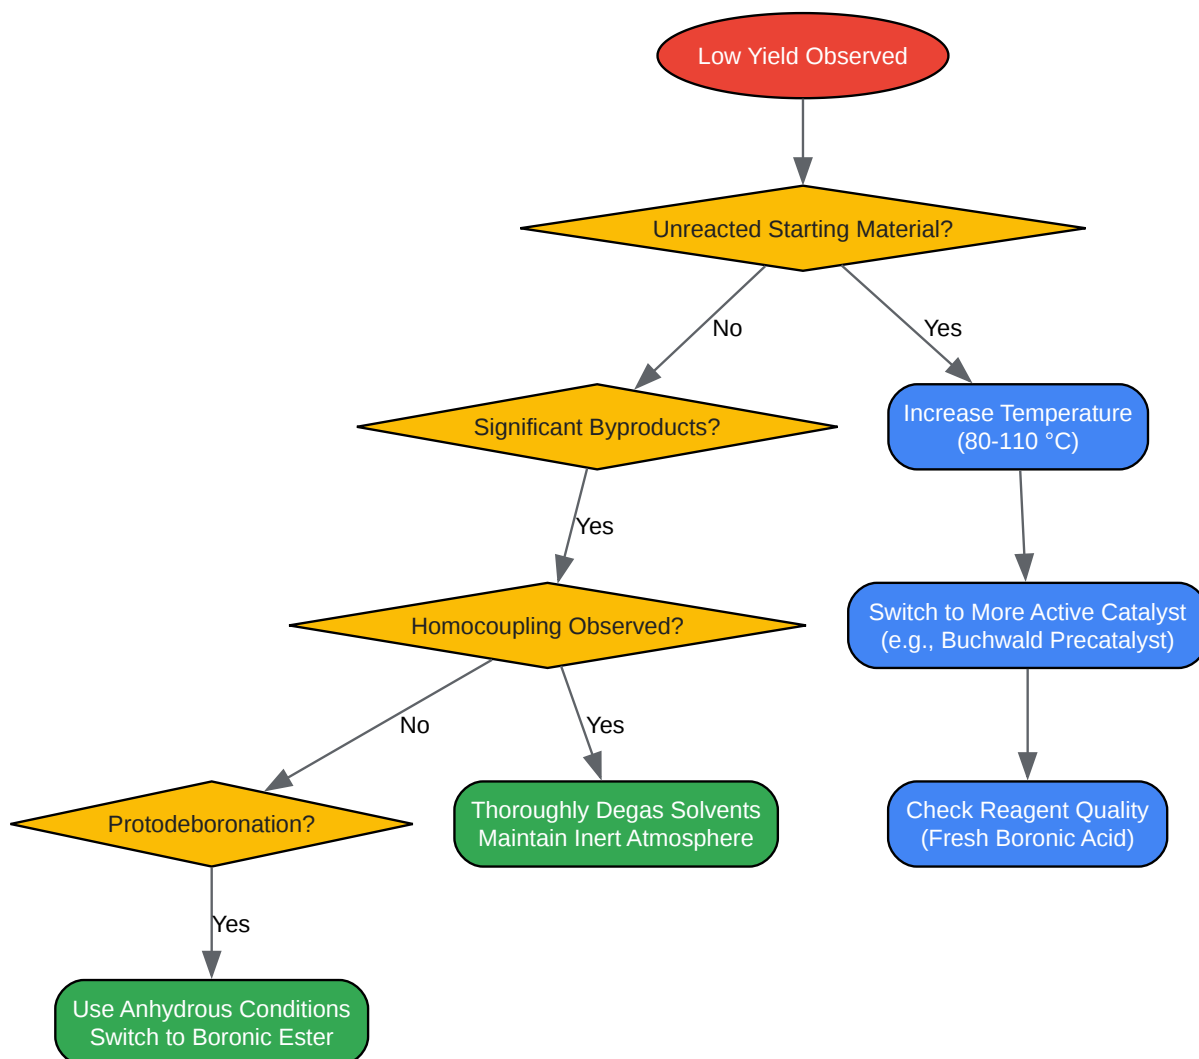 Low Yield Observed
Unreacted Starting Material?
No
Yes
Significant Byproducts?
Increase Temperature
(80-110 °C)
Yes
Homocoupling Observed?
Switch to More Active Catalyst
(e.g., Buchwald Precatalyst)
No
Yes
Protodeboronation?
Thoroughly Degas Solvents
Maintain Inert Atmosphere
Check Reagent Quality
(Fresh Boronic Acid)
Yes
Use Anhydrous Conditions
Switch to Boronic Ester